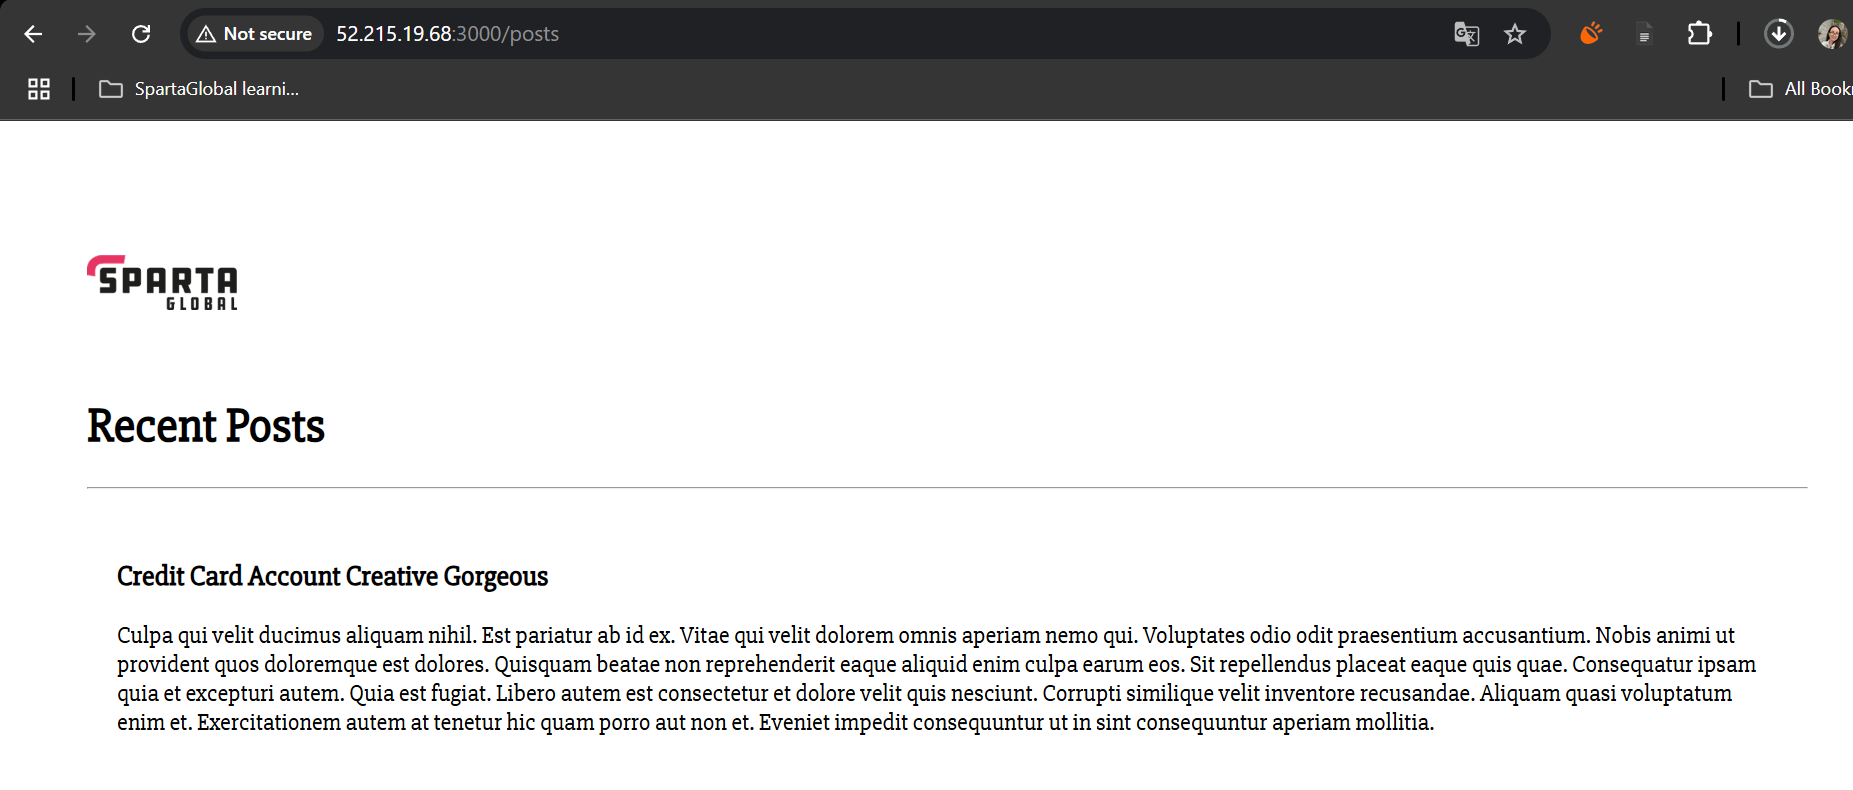 Not secure
52.215.19.68:3000/posts
SpartaGlobal learni...
All Book
SPARTA
GLOBAL
Recent Posts
Credit Card Account Creative Gorgeous
Culpa qui velit ducimus aliquam nihil. Est pariatur ab id ex. Vitae qui velit dolorem omnis aperiam nemo qui. Voluptates odio odit praesentium accusantium. Nobis animi ut
provident quos doloremque est dolores. Quisquam beatae non reprehenderit eaque aliquid enim culpa earum eos. Sit repellendus placeat eaque quis quae. Consequatur ipsam
quia et excepturi autem. Quia est fugiat. Libero autem est consectetur et dolore velit quis nesciunt. Corrupti similique velit inventore recusandae. Aliquam quasi voluptatum
enim et. Exercitationem autem at tenetur hic quam porro aut non et. Eveniet impedit consequuntur ut in sint consequuntur aperiam mollitia.